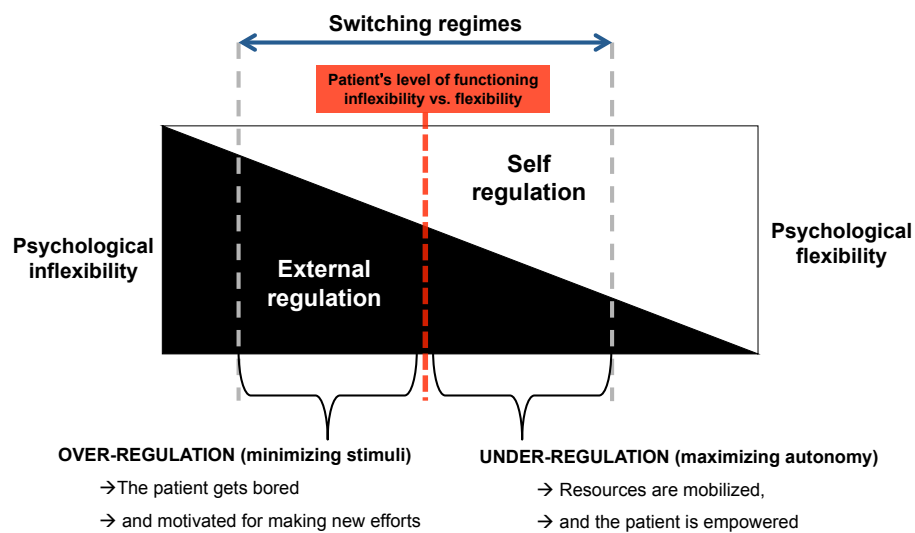 Switching regimes
Patient's level of functioning
inflexibility vs. flexibility
Self
regulation
Psychological
inflexibility
Psychological
flexibility
External
regulation
OVER-REGULATION (minimizing stimuli)
→The patient gets bored
→ and motivated for making new efforts
UNDER-REGULATION (maximizing autonomy)
→ Resources are mobilized,
→ and the patient is empowered